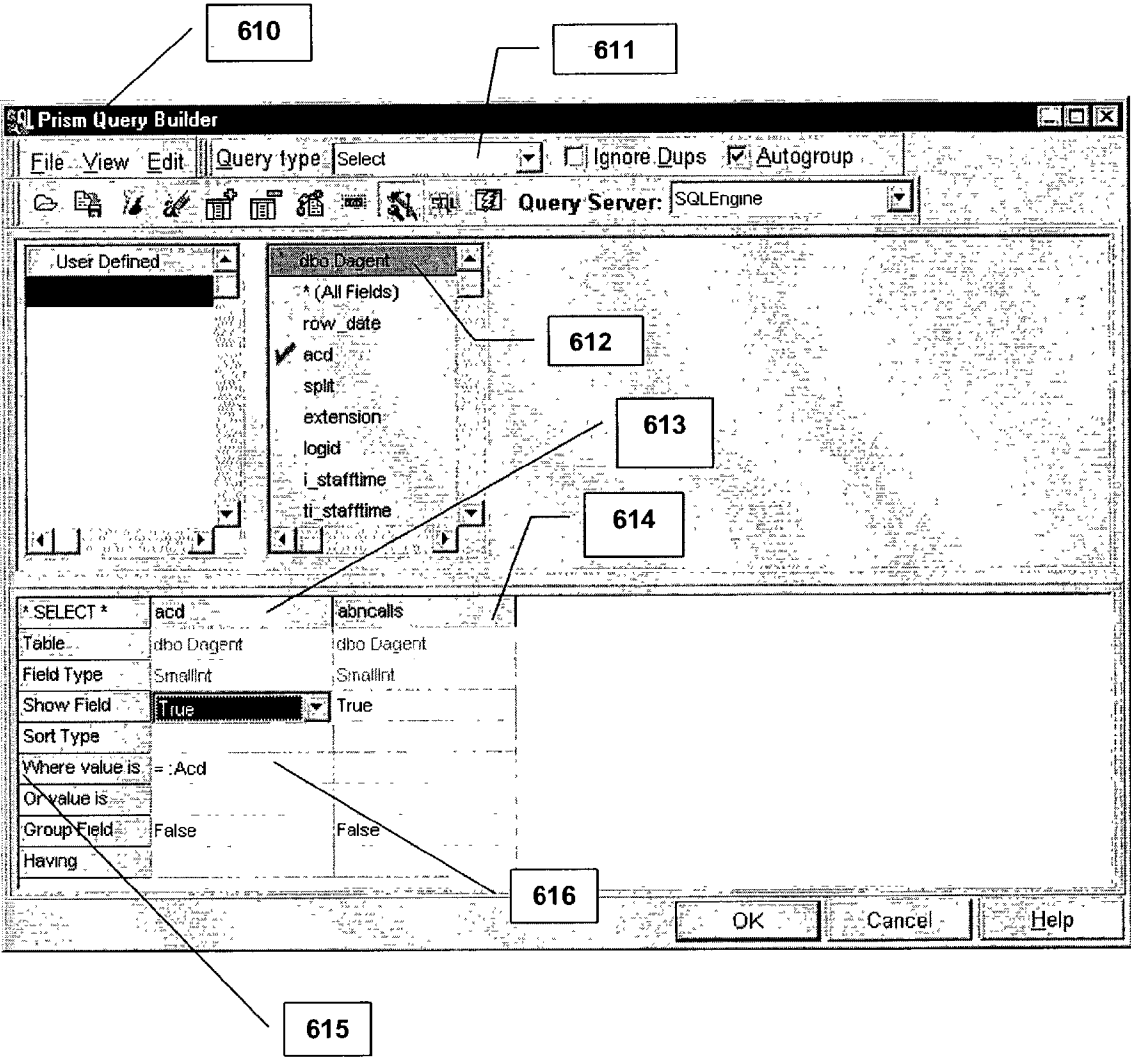 610
611
SQL Prism Query Builder
File View Edit Query type Select Ignore Dups Autogroup
Query Server: SQLEngine
User Defined
dbo Dagent
* (All Fields)
row_date
612
acd
split
extension
613
logid
i_stafftime
ti_stafftime
614
* SELECT * acd abncalls
Table dbo Dagent dbo Dagent
Field Type SmallInt SmallInt
Show Field True True
Sort Type
Where value is = :Acd
Or value is
Group Field False False
Having
616
OK Cancel Help
615